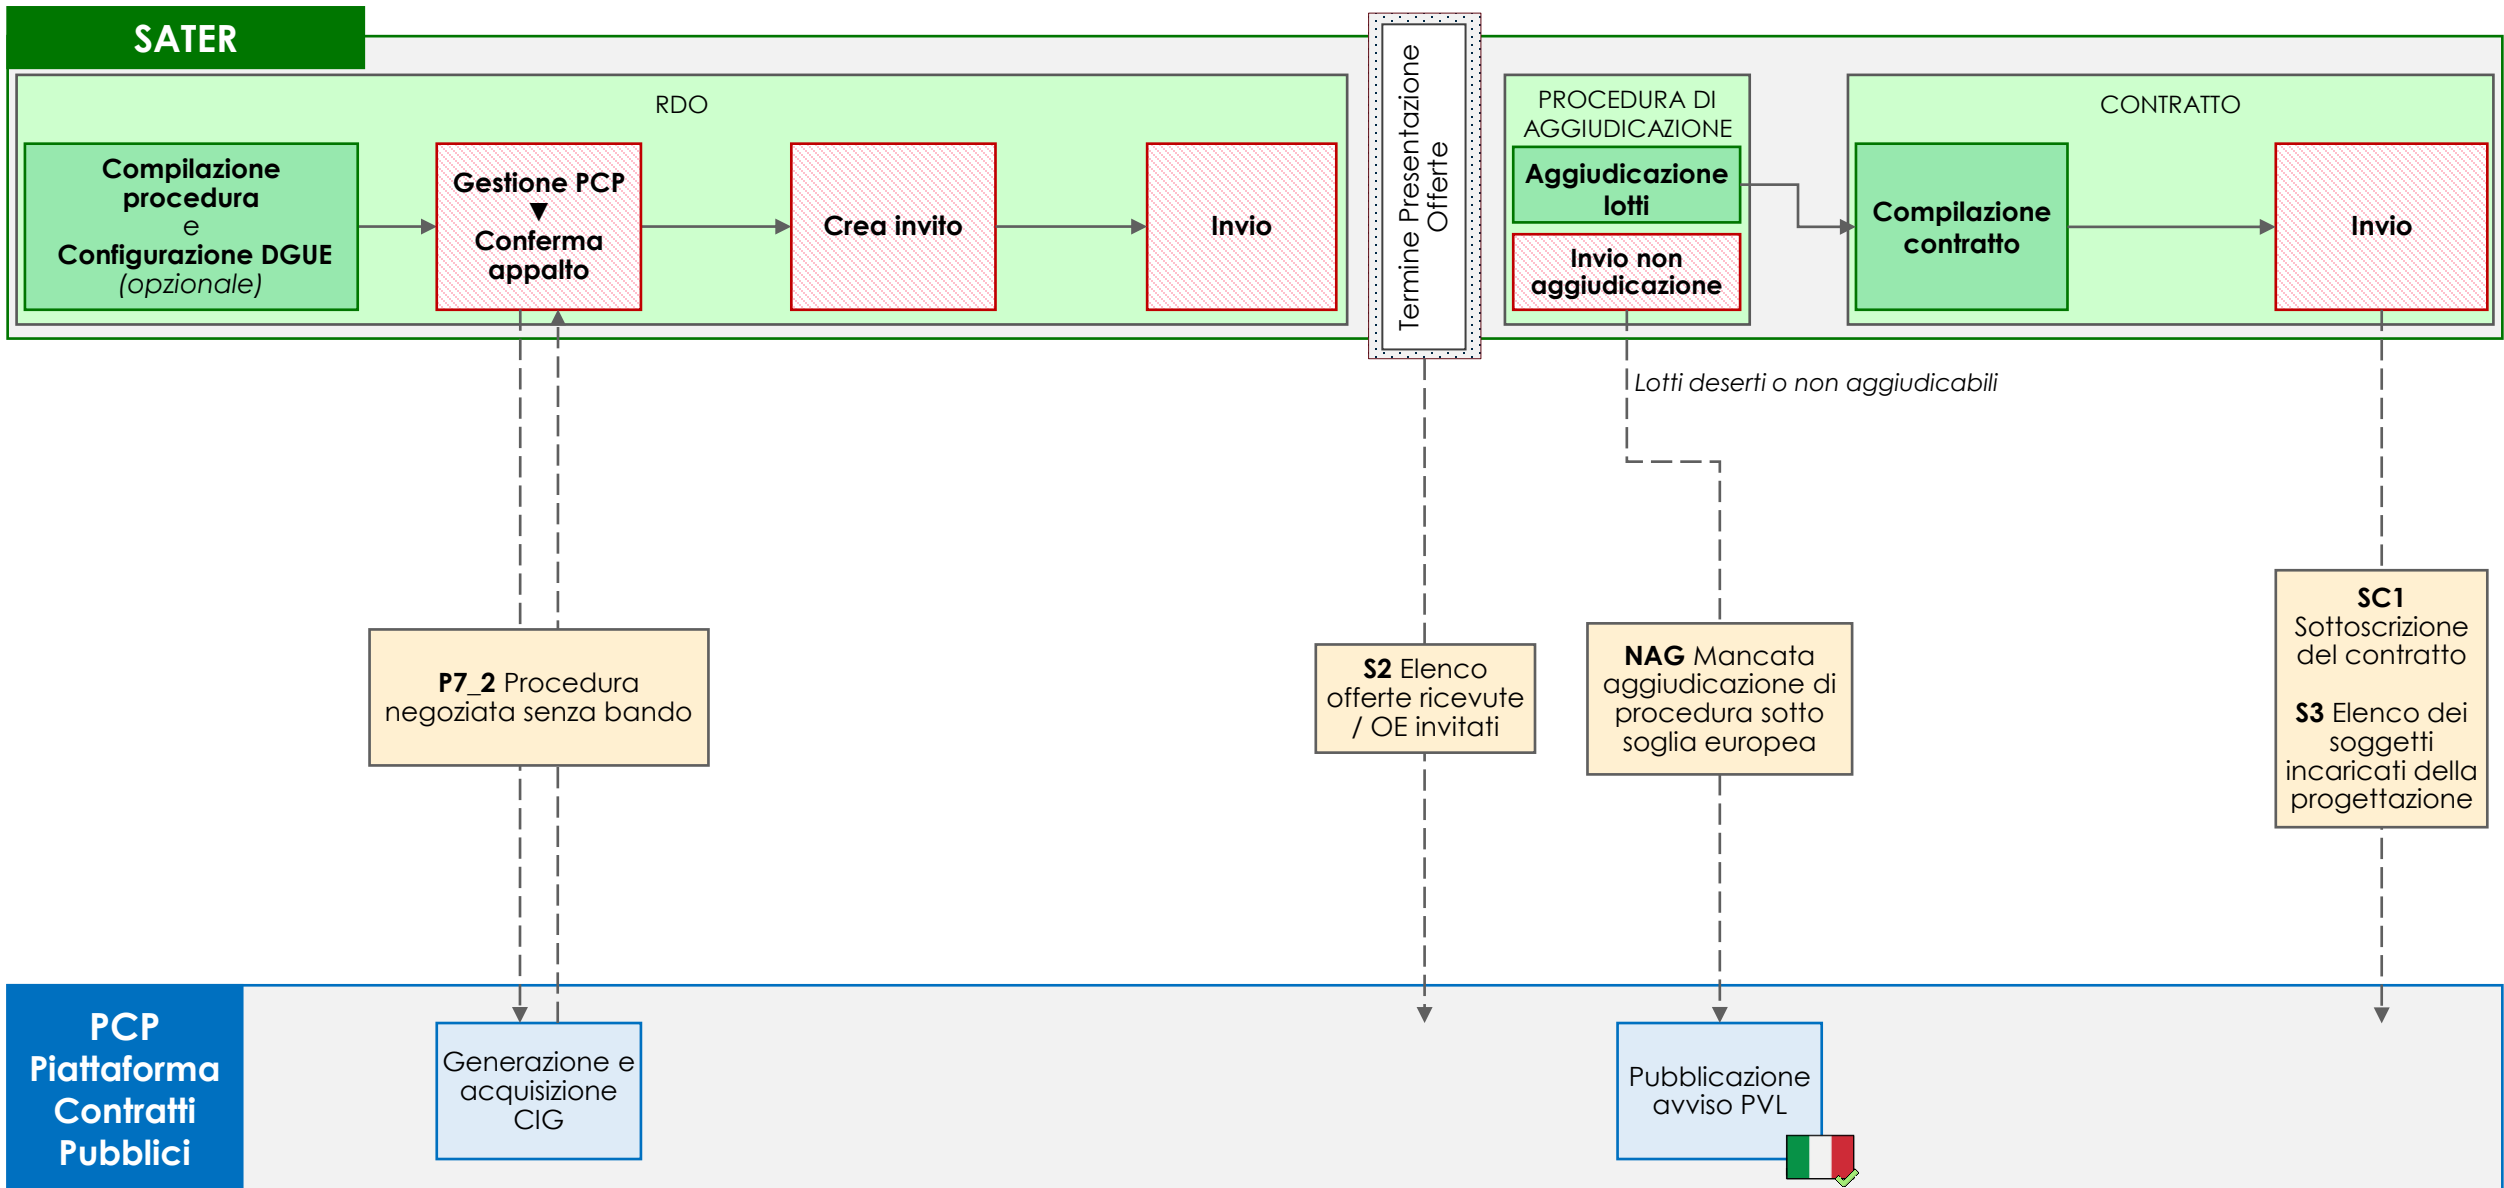 SATER
RDO
Compilazione
procedura
e
Configurazione DGUE
(opzionale)
Gestione PCP
▼
Conferma
appalto
Crea invito
Invio
Termine Presentazione
Offerte
PROCEDURA DI
AGGIUDICAZIONE
Aggiudicazione
lotti
Invio non
aggiudicazione
CONTRATTO
Compilazione
contratto
Invio
Lotti deserti o non aggiudicabili
P7_2 Procedura
negoziata senza bando
S2 Elenco
offerte ricevute
/ OE invitati
NAG Mancata
aggiudicazione di
procedura sotto
soglia europea
SC1
Sottoscrizione
del contratto
S3 Elenco dei
soggetti
incaricati della
progettazione
PCP
Piattaforma
Contratti
Pubblici
Generazione e
acquisizione
CIG
Pubblicazione
avviso PVL